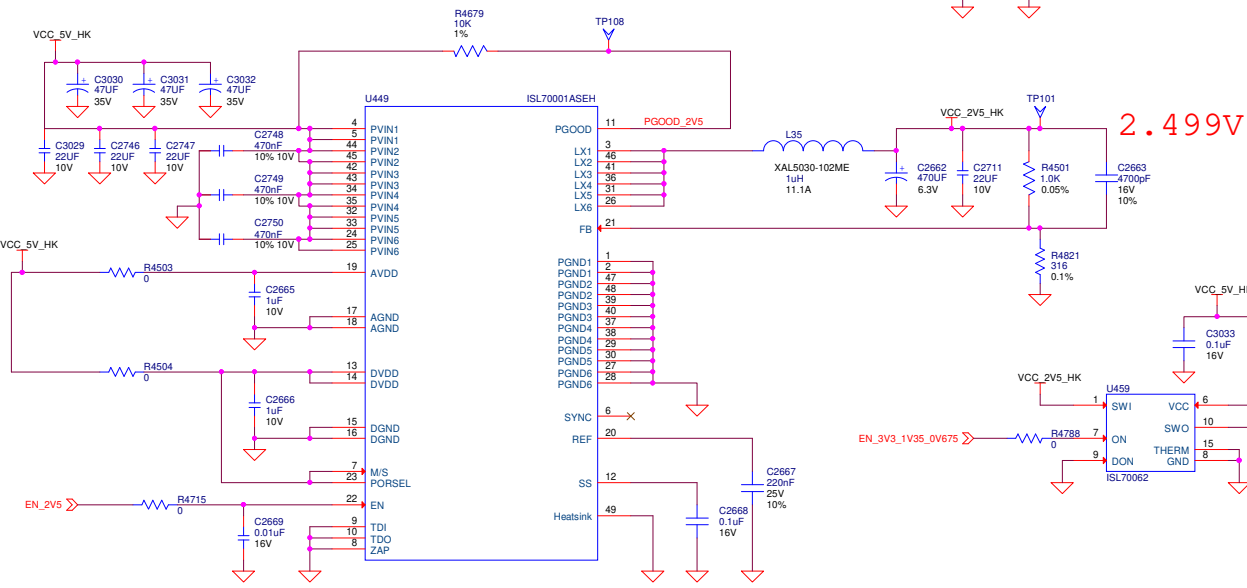 R4679
10K
1%
TP108
VCC_5V_HK
C3030
47UF
35V
C3031
47UF
35V
C3032
47UF
35V
U449
ISL70001ASEH
C3029
22UF
10V
C2746
22UF
10V
C2747
22UF
10V
C2748
470nF
10% 10V
C2749
470nF
10% 10V
C2750
470nF
10% 10V
4 PVIN1
5 PVIN1
44 PVIN2
45 PVIN2
42 PVIN3
43 PVIN3
34 PVIN4
35 PVIN4
32 PVIN5
33 PVIN5
24 PVIN6
25 PVIN6
19 AVDD
17 AGND
18 AGND
13 DVDD
14 DVDD
15 DGND
16 DGND
7 M/S
23 PORSEL
22 EN
9 TDI
10 TDO
8 ZAP
PGOOD 11
PGOOD_2V5
LX1 3
LX2 46
LX3 41
LX4 36
LX5 31
LX6 26
FB 21
PGND1 1
PGND1 2
PGND2 47
PGND2 48
PGND3 39
PGND3 40
PGND4 37
PGND4 38
PGND5 29
PGND5 30
PGND6 27
PGND6 28
SYNC 6
REF 20
SS 12
Heatsink 49
VCC_5V_HK
R4503
0
C2665
1uF
10V
R4504
0
C2666
1uF
10V
EN_2V5
R4715
0
C2669
0.01uF
16V
L35
XAL5030-102ME
1uH
11.1A
VCC_2V5_HK
TP101
2.499V
C2662
470UF
6.3V
C2711
22UF
10V
R4501
1.0K
0.05%
C2663
4700pF
16V
10%
R4821
316
0.1%
C2667
220nF
25V
10%
C2668
0.1uF
16V
C3033
0.1uF
16V
VCC_2V5_HK
U459
1 SWI
7 ON
9 DON
VCC 6
SWO 10
THERM 15
GND 8
ISL70062
EN_3V3_1V35_0V675
R4788
0